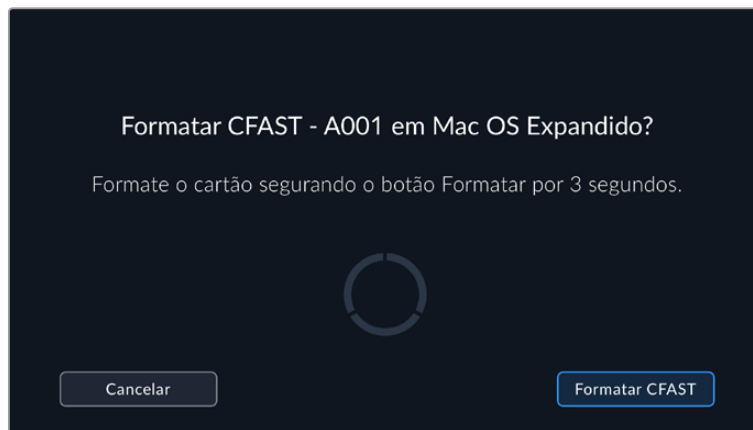 Formatar CFAST - A001 em Mac OS Expandido?
Formate o cartão segurando o botão Formatar por 3 segundos.
Cancelar
Formatar CFAST